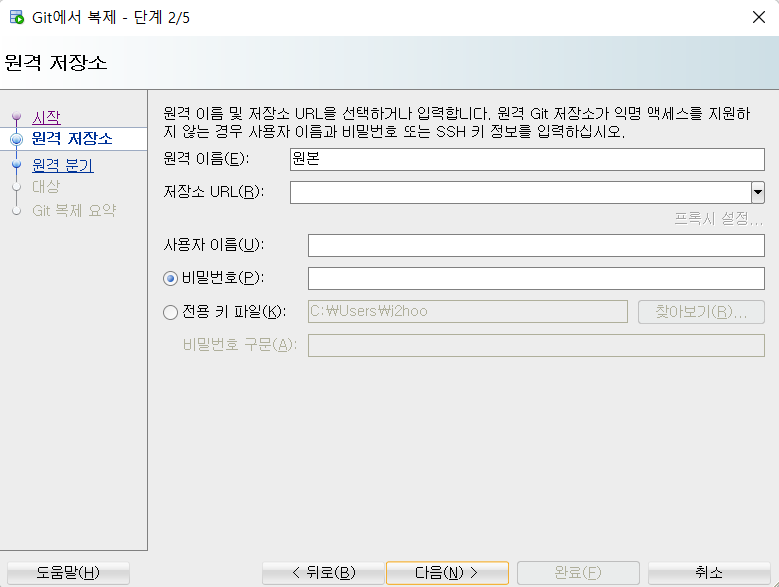 Git에서 복제 - 단계 2/5
원격 저장소
시작
원격 저장소
원격 분기
대상
Git 복제 요약
원격 이름 및 저장소 URL을 선택하거나 입력합니다. 원격 Git 저장소가 익명 액세스를 지원하
지 않는 경우 사용자 이름과 비밀번호 또는 SSH 키 정보를 입력하십시오.
원격 이름(E): 원본
저장소 URL(R):
프록시 설정...
사용자 이름(U):
비밀번호(P):
전용 키 파일(K): C:₩Users₩j2hoo 찾아보기(R)...
비밀번호 구문(A):
도움말(H) < 뒤로(B) 다음(N) > 완료(F) 취소